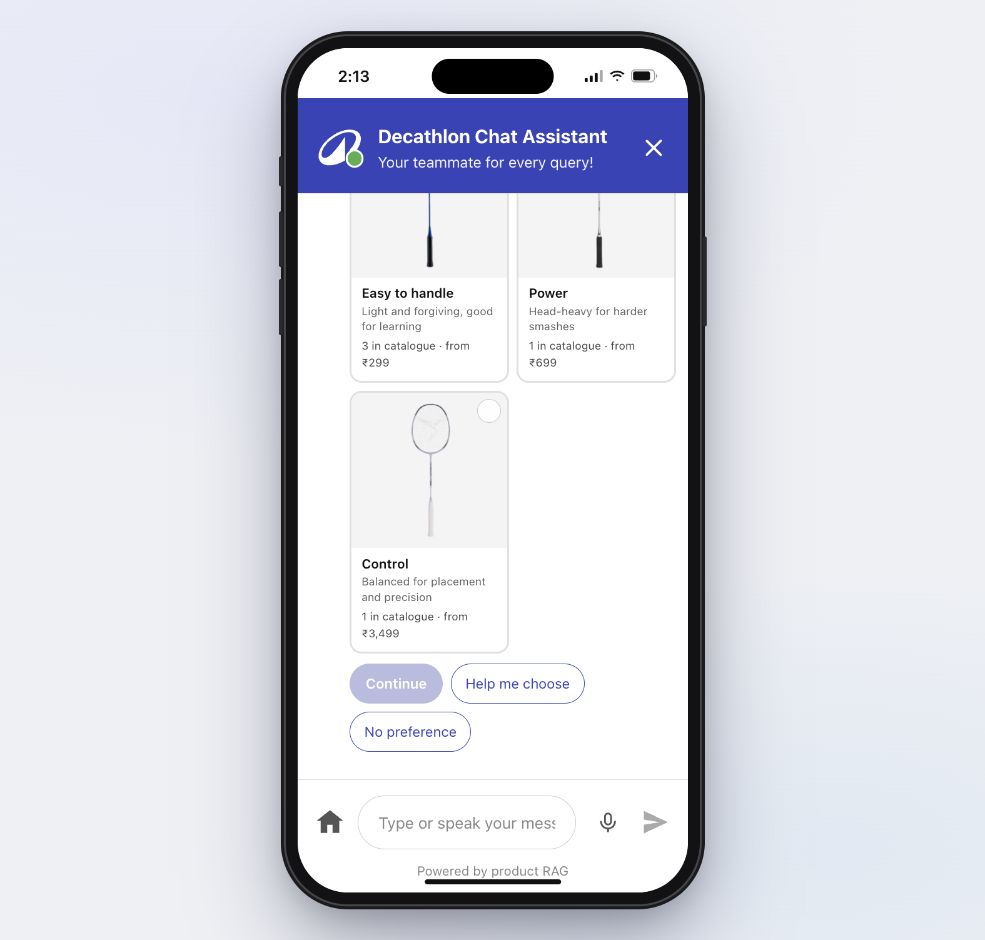 2:13
Decathlon Chat Assistant
Your teammate for every query!
Easy to handle
Light and forgiving, good
for learning
3 in catalogue · from
₹299
Power
Head-heavy for harder
smashes
1 in catalogue · from
₹699
Control
Balanced for placement
and precision
1 in catalogue · from
₹3,499
Continue
Help me choose
No preference
Type or speak your mess
Powered by product RAG